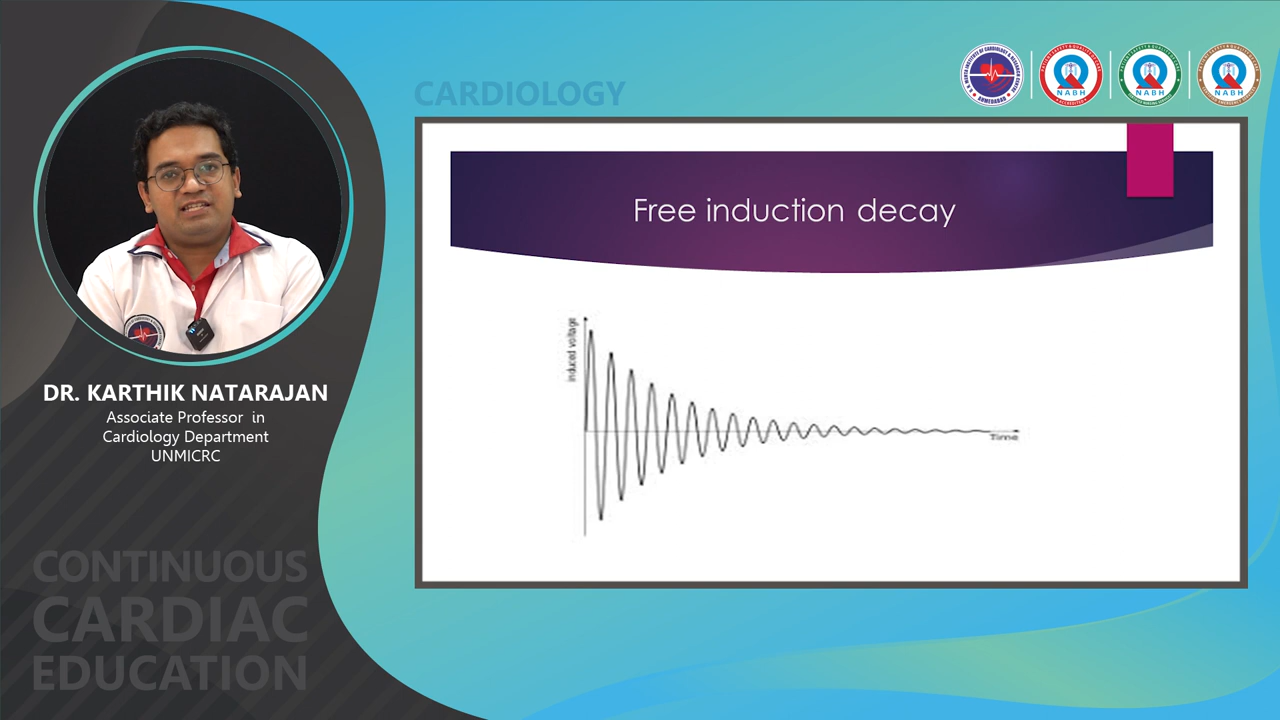 CARDIOLOGY
NABH
NABH
NABH
Free induction decay
induced voltage
Time
DR. KARTHIK NATARAJAN
Associate Professor in
Cardiology Department
UNMICRC
CONTINUOUS
CARDIAC
EDUCATION